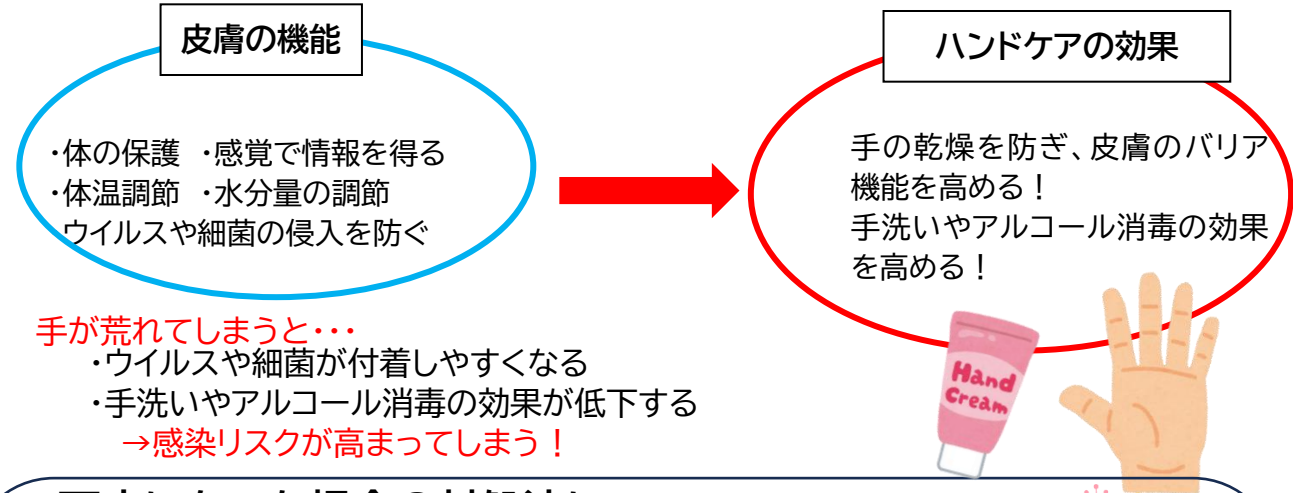 皮膚の機能
・体の保護 ・感覚で情報を得る
・体温調節 ・水分量の調節
ウイルスや細菌の侵入を防ぐ
ハンドケアの効果
手の乾燥を防ぎ、皮膚のバリア
機能を高める！
手洗いやアルコール消毒の効果
を高める！
Hand
Cream
手が荒れてしまうと・・・
・ウイルスや細菌が付着しやすくなる
・手洗いやアルコール消毒の効果が低下する
→感染リスクが高まってしまう！